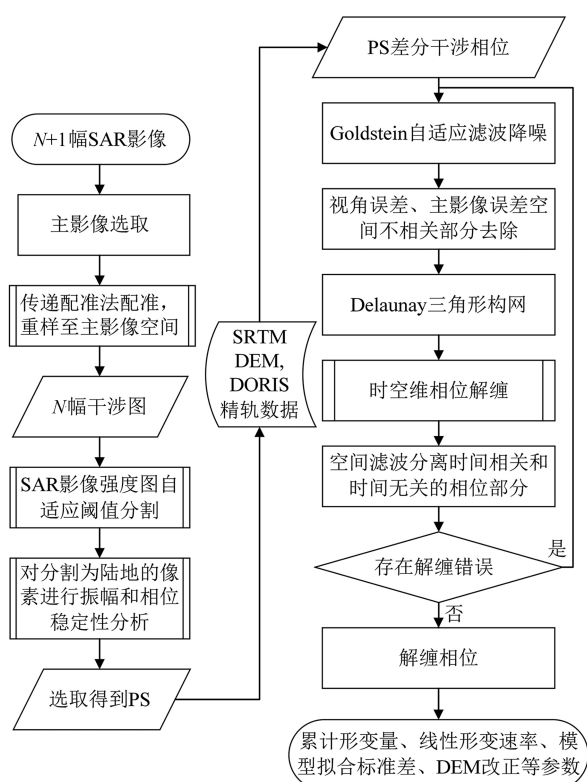 N+1幅SAR影像
主影像选取
传递配准法配准,
重样至主影像空间
N幅干涉图
SAR影像强度图自
适应阈值分割
对分割为陆地的像
素进行振幅和相位
稳定性分析
选取得到PS
SRTM
DEM,
DORIS
精轨数据
PS差分干涉相位
Goldstein自适应滤波降噪
视角误差、主影像误差空
间不相关部分去除
Delaunay三角形构网
时空维相位解缠
空间滤波分离时间相关和
时间无关的相位部分
存在解缠错误
是
否
解缠相位
累计形变量、线性形变速率、模
型拟合标准差、DEM改正等参数